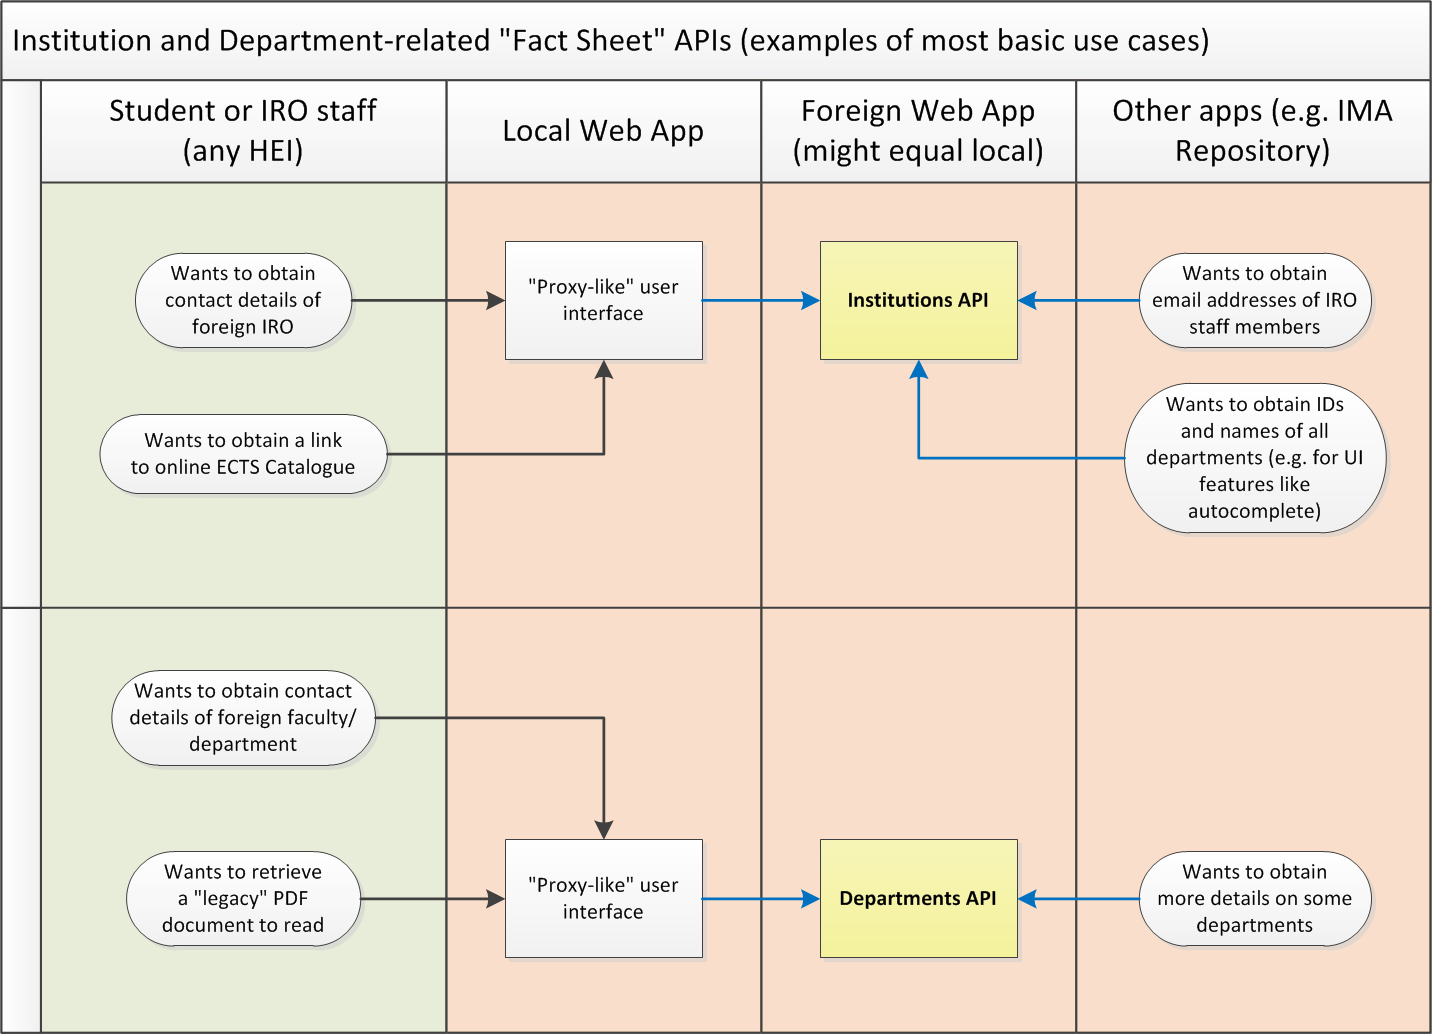 Institution and Department-related "Fact Sheet" APIs (examples of most basic use cases)
Student or IRO staff
(any HEI)
Local Web App
Foreign Web App
(might equal local)
Other apps (e.g. IMA
Repository)
Wants to obtain
contact details of
foreign IRO
"Proxy-like" user
interface
Institutions API
Wants to obtain
email addresses of IRO
staff members
Wants to obtain a link
to online ECTS Catalogue
Wants to obtain IDs
and names of all
departments (e.g. for UI
features like
autocomplete)
Wants to obtain contact
details of foreign faculty/
department
Wants to retrieve
a "legacy" PDF
document to read
"Proxy-like" user
interface
Departments API
Wants to obtain
more details on some
departments